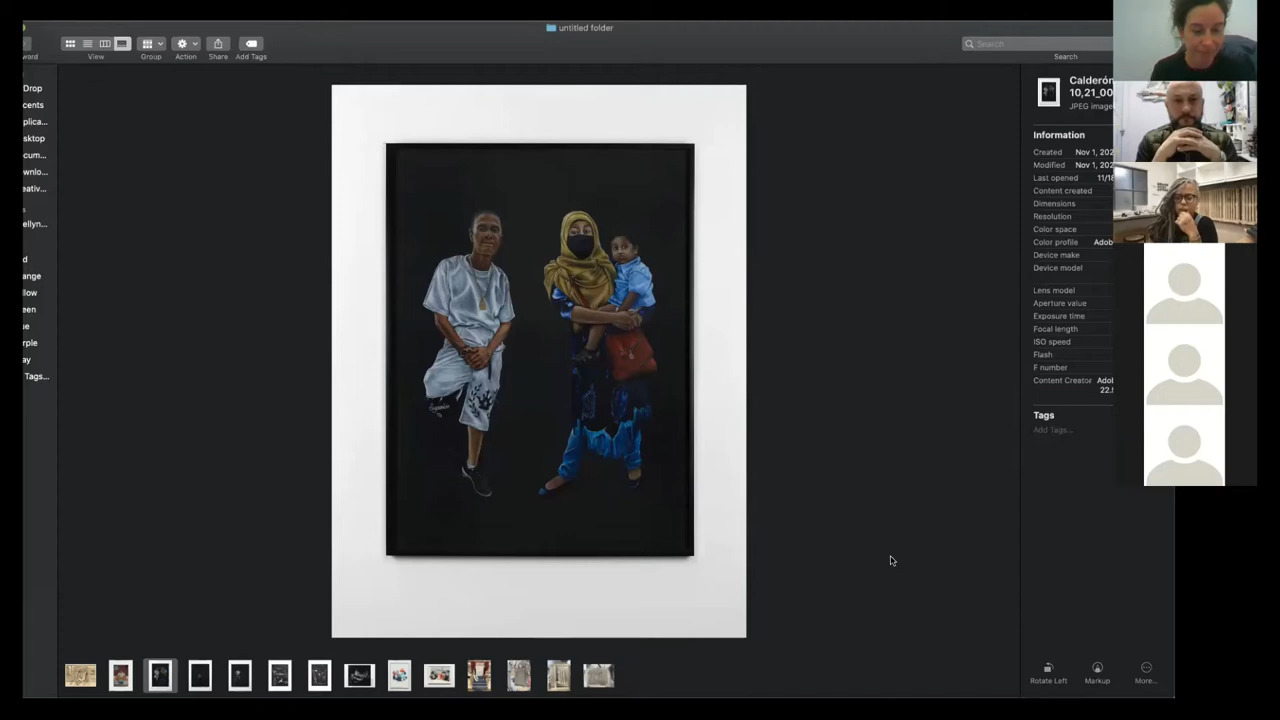 untitled folder
ward
View
Group
Action
Share
Add Tags
Search
Search
Drop
cents
plica...
sktop
cum...
wnlo...
eativ...
s
ellyn...
d
ange
llow
een
e
rple
ay
Tags...
Calderón
10,21_00
JPEG image
Information
Created Nov 1, 202
Modified Nov 1, 202
Last opened 11/18
Content created
Dimensions
Resolution
Color space
Color profile Adob
Device make
Device model
Lens model
Aperture value
Exposure time
Focal length
ISO speed
Flash
F number
Content Creator Adob
22.
Tags
Add Tags...
Rotate Left
Markup
More...